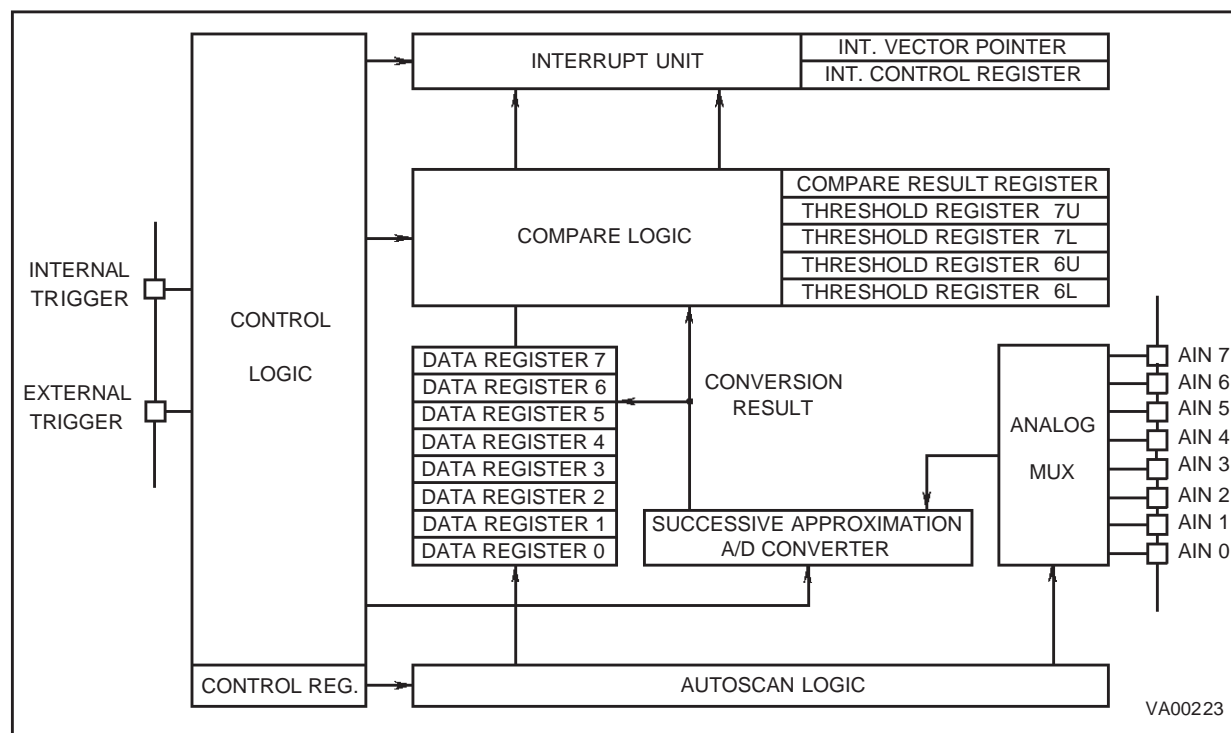 INTERRUPT UNIT
INT. VECTOR POINTER
INT. CONTROL REGISTER
COMPARE LOGIC
COMPARE RESULT REGISTER
THRESHOLD REGISTER 7U
THRESHOLD REGISTER 7L
THRESHOLD REGISTER 6U
THRESHOLD REGISTER 6L
INTERNAL
TRIGGER
EXTERNAL
TRIGGER
CONTROL
LOGIC
DATA REGISTER 7
DATA REGISTER 6
DATA REGISTER 5
DATA REGISTER 4
DATA REGISTER 3
DATA REGISTER 2
DATA REGISTER 1
DATA REGISTER 0
CONVERSION
RESULT
SUCCESSIVE APPROXIMATION
A/D CONVERTER
ANALOG
MUX
AIN 7
AIN 6
AIN 5
AIN 4
AIN 3
AIN 2
AIN 1
AIN 0
CONTROL REG.
AUTOSCAN LOGIC
VA00223